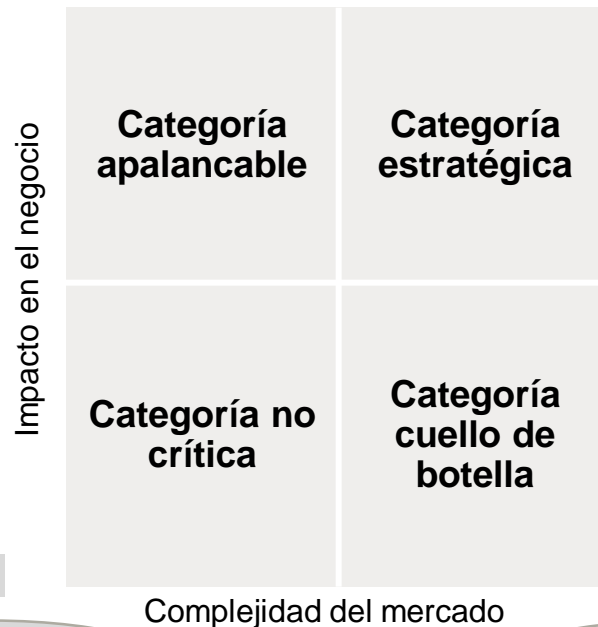 Impacto en el negocio
Categoría
apalancable
Categoría
estratégica
Categoría no
crítica
Categoría
cuello de
botella
Complejidad del mercado